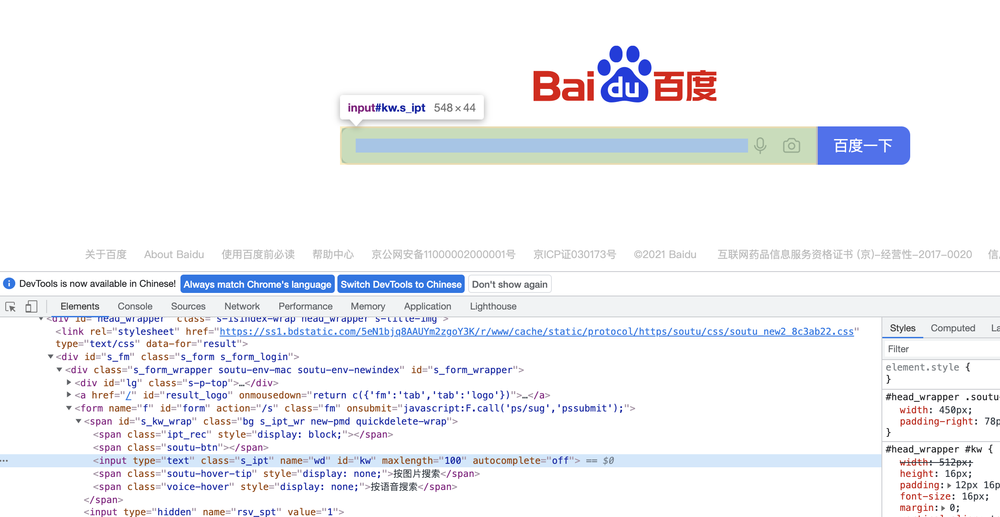 Bai du 百度
input#kw.s_ipt 548 × 44
百度一下
关于百度 About Baidu 使用百度前必读 帮助中心 京公网安备11000002000001号 京ICP证030173号 ©2021 Baidu 互联网药品信息服务资格证书 (京)-经营性-2017-0020
DevTools is now available in Chinese! Always match Chrome's language Switch DevTools to Chinese Don't show again
Elements Console Sources Network Performance Memory Application Lighthouse
<div id="head_wrapper" class="s-isindex-wrap head_wrapper s-title-img">
<link rel="stylesheet" href="https://ss1.bdstatic.com/5eN1bjq8AAUYm2zgoY3K/r/www/cache/static/protocol/https/soutu/css/soutu_new2_8c3ab22.css"
type="text/css" data-for="result">
<div id="s_fm" class="s_form s_form_login">
<div class="s_form_wrapper soutu-env-mac soutu-env-newindex" id="s_form_wrapper">
<div id="lg" class="s-p-top">…</div>
<a href="/" id="result_logo" onmousedown="return c({'fm':'tab','tab':'logo'})">…</a>
<form name="f" id="form" action="/s" class="fm" onsubmit="javascript:F.call('ps/sug','pssubmit');">
<span id="s_kw_wrap" class="bg s_ipt_wr new-pmd quickdelete-wrap">
<span class="ipt_rec" style="display: block;"></span>
<span class="soutu-btn"></span>
<input type="text" class="s_ipt" name="wd" id="kw" maxlength="100" autocomplete="off"> == $0
<span class="soutu-hover-tip" style="display: none;">按图片搜索</span>
<span class="voice-hover" style="display: none;">按语音搜索</span>
</span>
<input type="hidden" name="rsv_spt" value="1">
Styles Computed
Filter
element.style {
}
#head_wrapper .soutu-
width: 450px;
padding-right: 78p
}
#head_wrapper #kw {
width: 512px;
height: 16px;
padding: 12px 16p
font-size: 16px;
margin: 0;